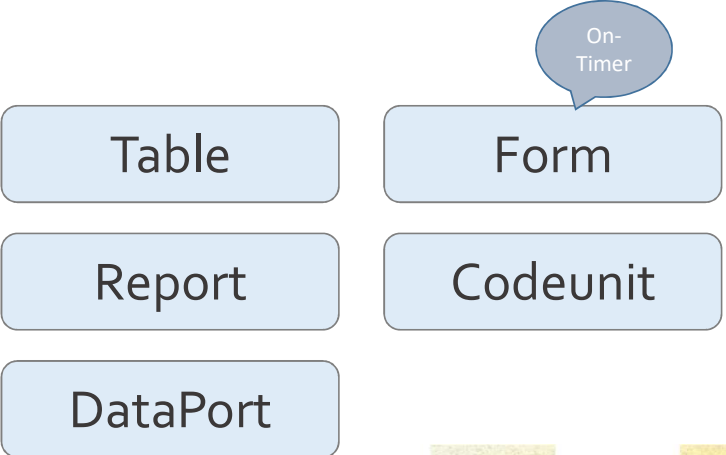 On-
Timer
Table
Form
Report
Codeunit
DataPort